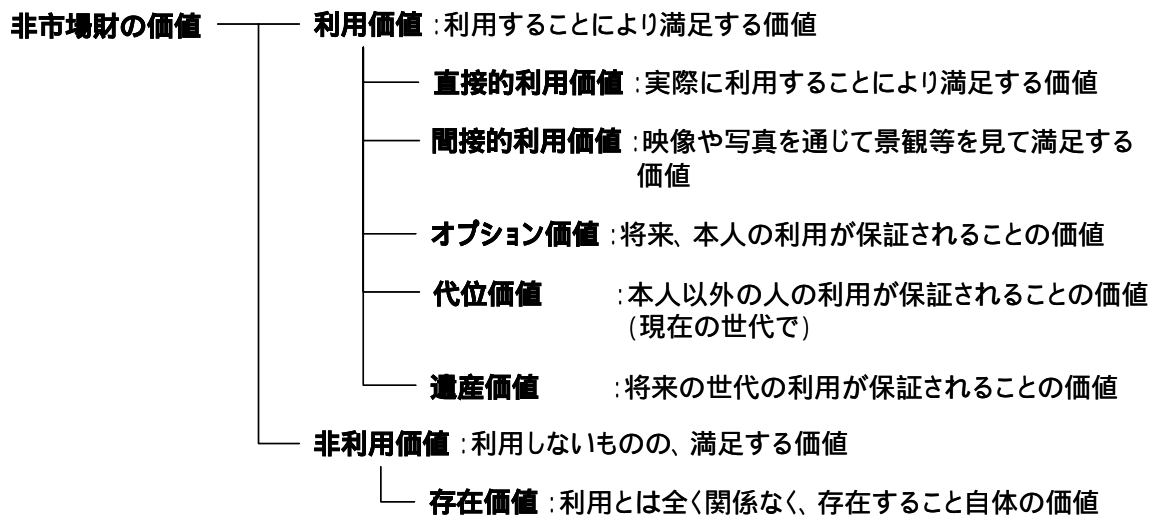 非市場財の価値 利用価値：利用することにより満足する価値
直接的利用価値：実際に利用することにより満足する価値
間接的利用価値：映像や写真を通じて景観等を見て満足する
価値
オプション価値：将来、本人の利用が保証されることの価値
代位価値 ：本人以外の人の利用が保証されることの価値
(現在の世代で)
遺産価値 ：将来の世代の利用が保証されることの価値
非利用価値：利用しないものの、満足する価値
存在価値：利用とは全く関係なく、存在すること自体の価値